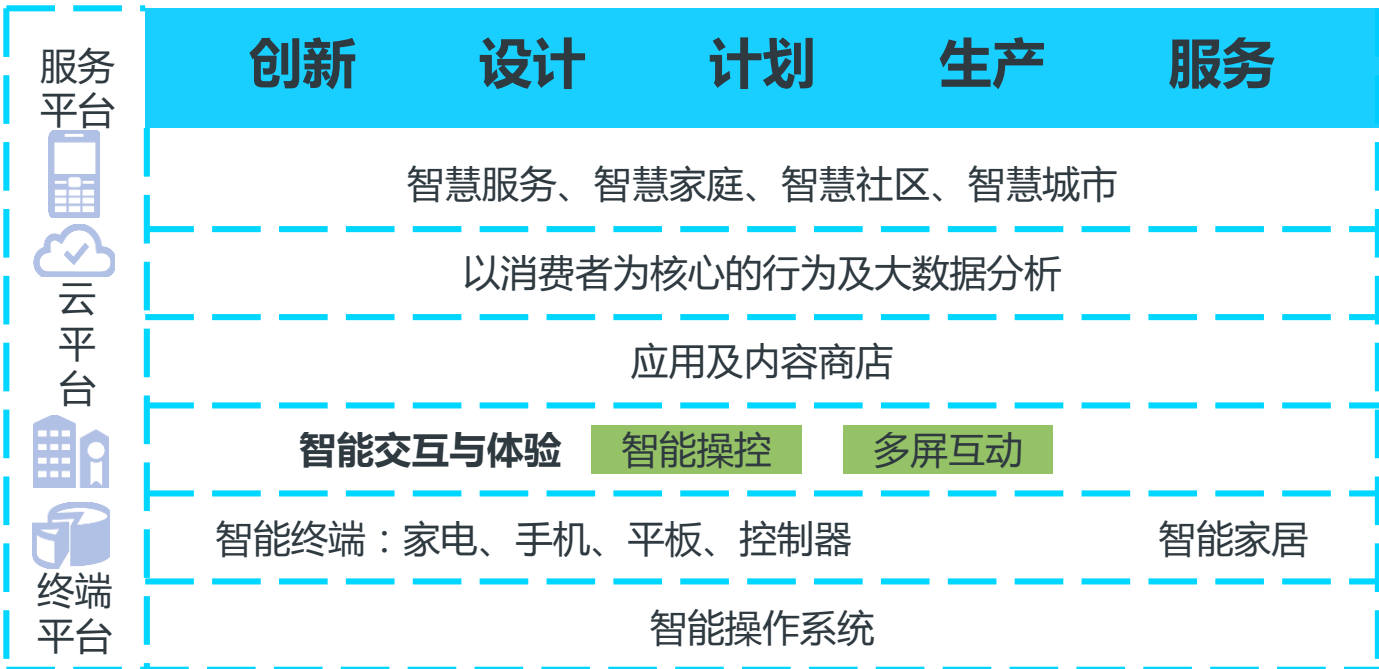 服务
平台
云
平
台
终端
平台
创新 设计 计划 生产 服务
智慧服务、智慧家庭、智慧社区、智慧城市
以消费者为核心的行为及大数据分析
应用及内容商店
智能交互与体验 智能操控 多屏互动
智能终端：家电、手机、平板、控制器 智能家居
智能操作系统